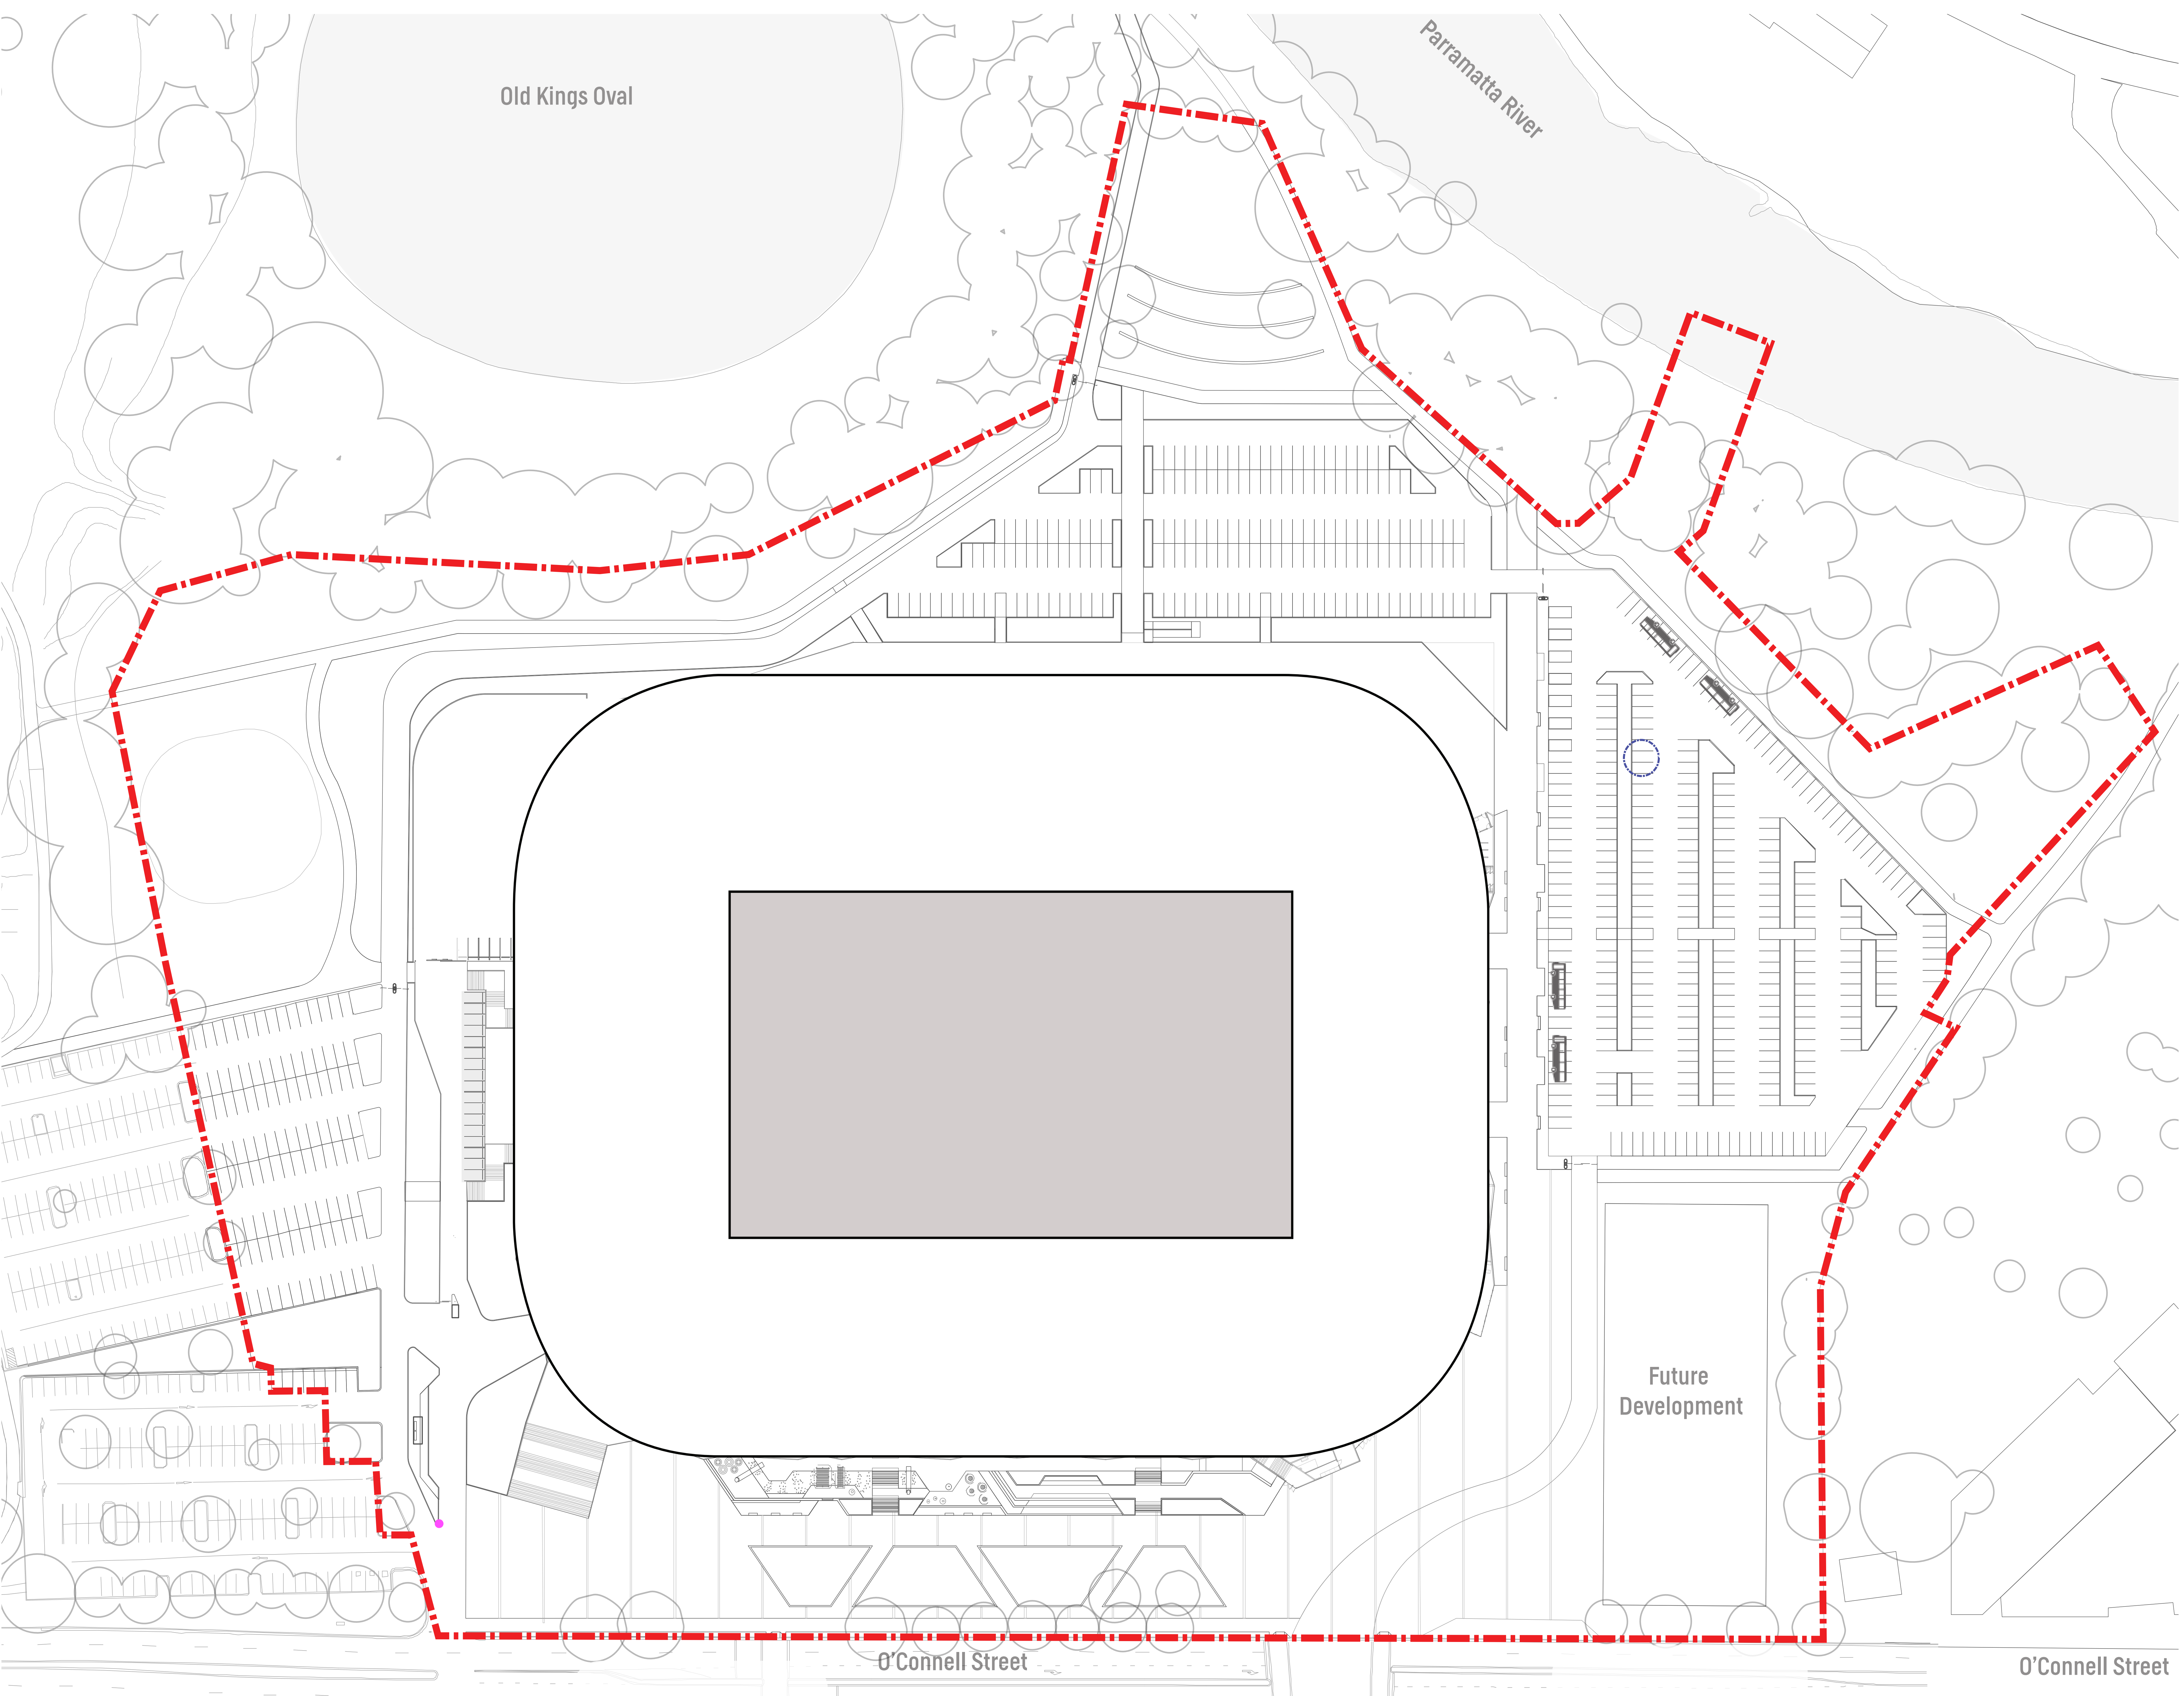 Old Kings Oval
Parramatta River
Future
Development
O'Connell Street
O'Connell Street